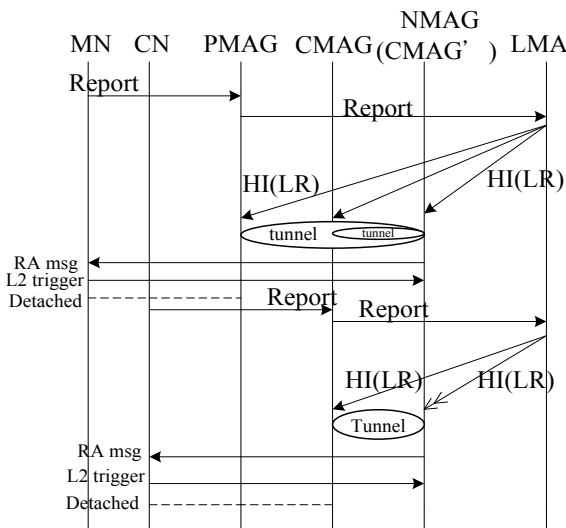 NMAG
MN CN PMAG CMAG (CMAG' ) LMA
Report
Report
HI(LR)
HI(LR)
tunnel tunnel
RA msg
L2 trigger
Detached
Report
Report
HI(LR) HI(LR)
Tunnel
RA msg
L2 trigger
Detached